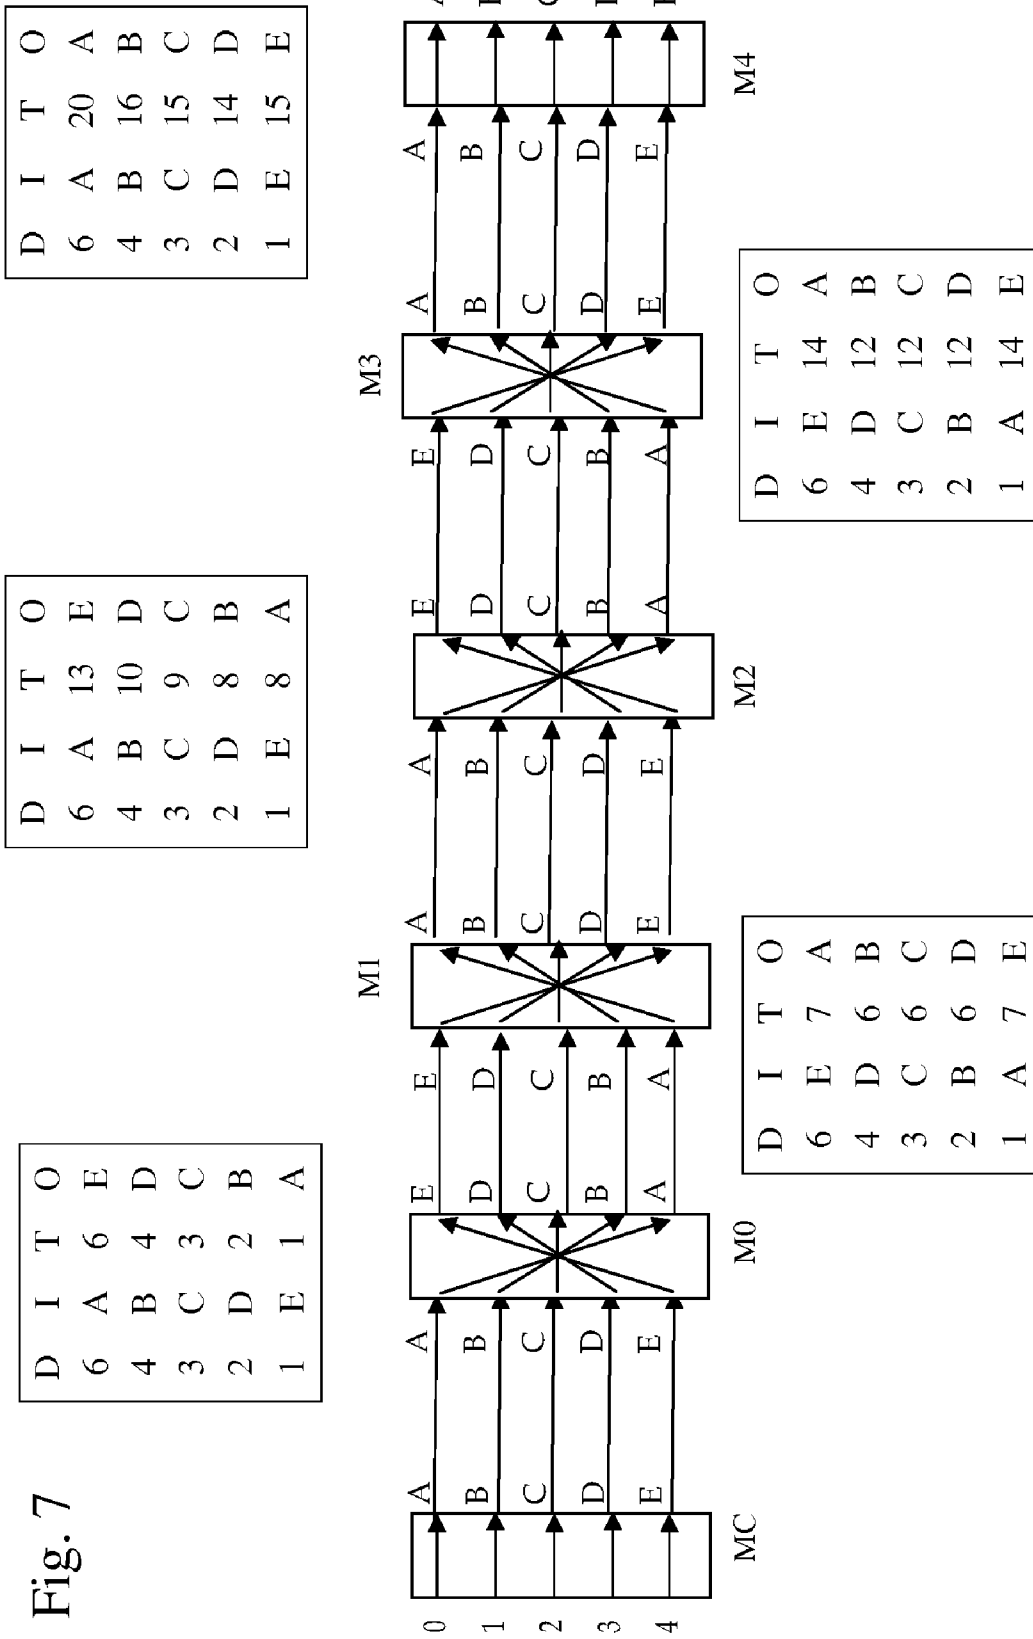 Fig. 7
D I T O
6 A 6 E
4 B 4 D
3 C 3 C
2 D 2 B
1 E 1 A
D I T O
6 A 13 E
4 B 10 D
3 C 9 C
2 D 8 B
1 E 8 A
D I T O
6 A 20 A
4 B 16 B
3 C 15 C
2 D 14 D
1 E 15 E
M1 M3
0 A A E E A A E E A A
1 B B D D B B D D B B
2 C C C C C C C C C C
3 D D B B D D B B D D
4 E E A A E E A A E E
MC M0 M2 M4
D I T O
6 E 7 A
4 D 6 B
3 C 6 C
2 B 6 D
1 A 7 E
D I T O
6 E 14 A
4 D 12 B
3 C 12 C
2 B 12 D
1 A 14 E